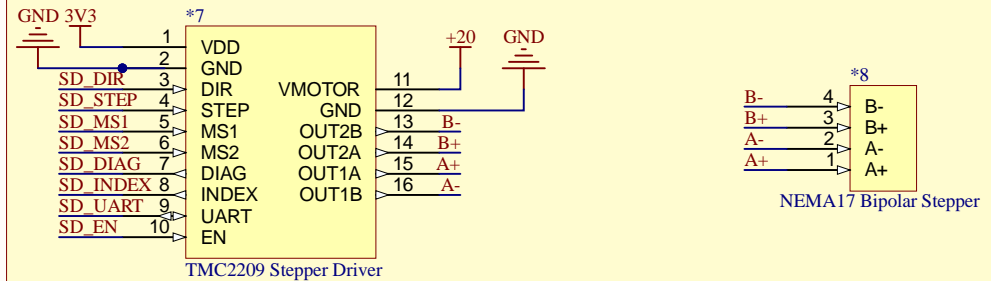 GND 3V3
*7
1 VDD
2 GND
SD_DIR 3 DIR
SD_STEP 4 STEP
SD_MS1 5 MS1
SD_MS2 6 MS2
SD_DIAG 7 DIAG
SD_INDEX 8 INDEX
SD_UART 9 UART
SD_EN 10 EN
+20 GND
VMOTOR 11
GND 12
OUT2B 13 B-
OUT2A 14 B+
OUT1A 15 A+
OUT1B 16 A-
TMC2209 Stepper Driver
*8
B- 4 B-
B+ 3 B+
A- 2 A-
A+ 1 A+
NEMA17 Bipolar Stepper